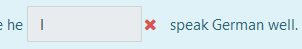 e he I ✖ speak German well.